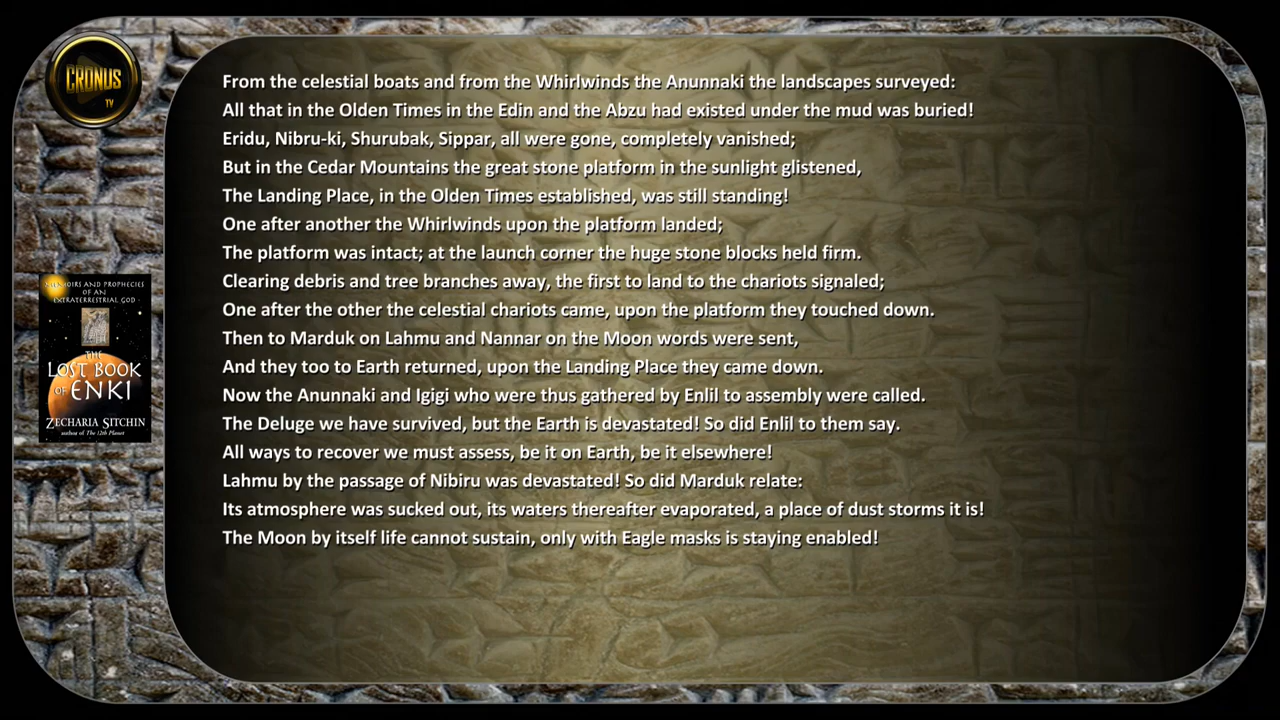 CRONUS
TV
From the celestial boats and from the Whirlwinds the Anunnaki the landscapes surveyed:
All that in the Olden Times in the Edin and the Abzu had existed under the mud was buried!
Eridu, Nibru-ki, Shurubak, Sippar, all were gone, completely vanished;
But in the Cedar Mountains the great stone platform in the sunlight glistened,
The Landing Place, in the Olden Times established, was still standing!
One after another the Whirlwinds upon the platform landed;
The platform was intact; at the launch corner the huge stone blocks held firm.
Clearing debris and tree branches away, the first to land to the chariots signaled;
One after the other the celestial chariots came, upon the platform they touched down.
Then to Marduk on Lahmu and Nannar on the Moon words were sent,
And they too to Earth returned, upon the Landing Place they came down.
Now the Anunnaki and Igigi who were thus gathered by Enlil to assembly were called.
The Deluge we have survived, but the Earth is devastated! So did Enlil to them say.
All ways to recover we must assess, be it on Earth, be it elsewhere!
Lahmu by the passage of Nibiru was devastated! So did Marduk relate:
Its atmosphere was sucked out, its waters thereafter evaporated, a place of dust storms it is!
The Moon by itself life cannot sustain, only with Eagle masks is staying enabled!
MEMOIRS AND PROPHECIES
OF AN
EXTRATERRESTRIAL GOD
THE
LOST BOOK
OF ENKI
ZECHARIA SITCHIN
author of The 12th Planet